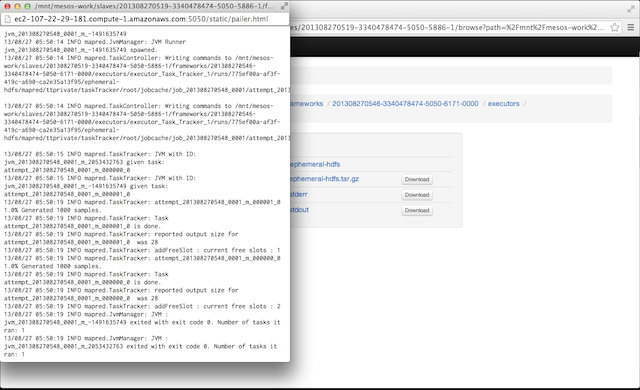 /mnt/mesos-work/slaves/201308270519-3340478474-5050-5886-1/f
ec2-107-22-29-181.compute-1.amazonaws.com:5050/static/pailer.html
jvm_201308270548_0001_m_-1491635749
13/08/27 05:50:14 INFO mapred.JvmManager: JVM Runner
jvm_201308270548_0001_m_-1491635749 spawned.
13/08/27 05:50:14 INFO mapred.TaskController: Writing commands to /mnt/mesos-
work/slaves/201308270519-3340478474-5050-5886-1/frameworks/201308270546-
3340478474-5050-6171-0000/executors/executor_Task_Tracker_1/runs/775ef00a-af3f-
419c-a690-ca2e35a13f95/ephemeral-
hdfs/mapred/ttprivate/taskTracker/root/jobcache/job_201308270548_0001/attempt_2013
13/08/27 05:50:14 INFO mapred.TaskController: Writing commands to /mnt/mesos-
work/slaves/201308270519-3340478474-5050-5886-1/frameworks/201308270546-
3340478474-5050-6171-0000/executors/executor_Task_Tracker_1/runs/775ef00a-af3f-
419c-a690-ca2e35a13f95/ephemeral-
hdfs/mapred/ttprivate/taskTracker/root/jobcache/job_201308270548_0001/attempt_2013
13/08/27 05:50:15 INFO mapred.TaskTracker: JVM with ID:
jvm_201308270548_0001_m_2053432763 given task:
attempt_201308270548_0001_m_000000_0
13/08/27 05:50:15 INFO mapred.TaskTracker: JVM with ID:
jvm_201308270548_0001_m_-1491635749 given task:
attempt_201308270548_0001_m_000001_0
13/08/27 05:50:19 INFO mapred.TaskTracker: attempt_201308270548_0001_m_000001_0
1.0% Generated 1000 samples.
13/08/27 05:50:19 INFO mapred.TaskTracker: Task
attempt_201308270548_0001_m_000001_0 is done.
13/08/27 05:50:19 INFO mapred.TaskTracker: reported output size for
attempt_201308270548_0001_m_000001_0 was 28
13/08/27 05:50:19 INFO mapred.TaskTracker: addFreeSlot : current free slots : 1
13/08/27 05:50:19 INFO mapred.TaskTracker: attempt_201308270548_0001_m_000000_0
1.0% Generated 1000 samples.
13/08/27 05:50:19 INFO mapred.TaskTracker: Task
attempt_201308270548_0001_m_000000_0 is done.
13/08/27 05:50:19 INFO mapred.TaskTracker: reported output size for
attempt_201308270548_0001_m_000000_0 was 28
13/08/27 05:50:19 INFO mapred.TaskTracker: addFreeSlot : current free slots : 2
13/08/27 05:50:19 INFO mapred.JvmManager: JVM :
jvm_201308270548_0001_m_-1491635749 exited with exit code 0. Number of tasks it
ran: 1
13/08/27 05:50:19 INFO mapred.JvmManager: JVM :
jvm_201308270548_0001_m_2053432763 exited with exit code 0. Number of tasks it
ran: 1
es/201308270519-3340478474-5050-5886-1/browse?path=%2Fmnt%2Fmesos-work%2...
ameworks / 201308270546-3340478474-5050-6171-0000 / executors /
ephemeral-hdfs
ephemeral-hdfs.tar.gz Download
stderr Download
stdout Download